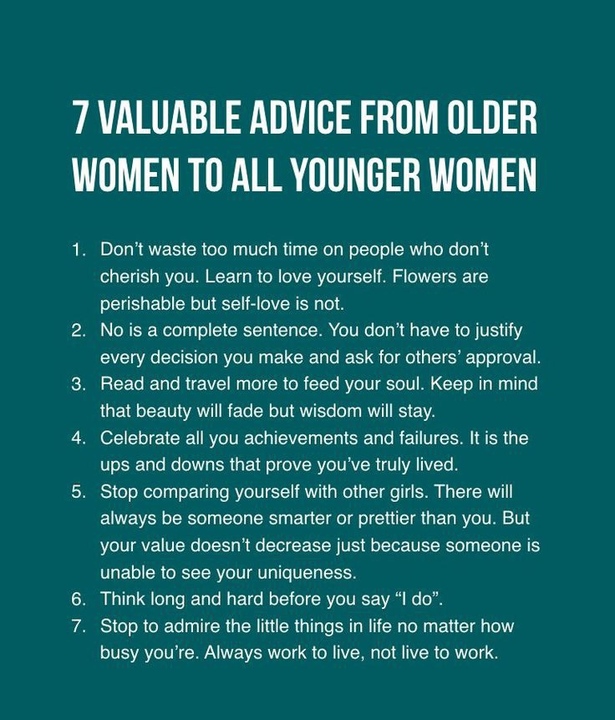 7 VALUABLE ADVICE FROM OLDER
WOMEN TO ALL YOUNGER WOMEN
1. Don’t waste too much time on people who don’t
cherish you. Learn to love yourself. Flowers are
perishable but self-love is not.
2. No is a complete sentence. You don’t have to justify
every decision you make and ask for others’ approval.
3. Read and travel more to feed your soul. Keep in mind
that beauty will fade but wisdom will stay.
4. Celebrate all you achievements and failures. It is the
ups and downs that prove you’ve truly lived.
5. Stop comparing yourself with other girls. There will
always be someone smarter or prettier than you. But
your value doesn’t decrease just because someone is
unable to see your uniqueness.
6. Think long and hard before you say “I do”.
7. Stop to admire the little things in life no matter how
busy you’re. Always work to live, not live to work.